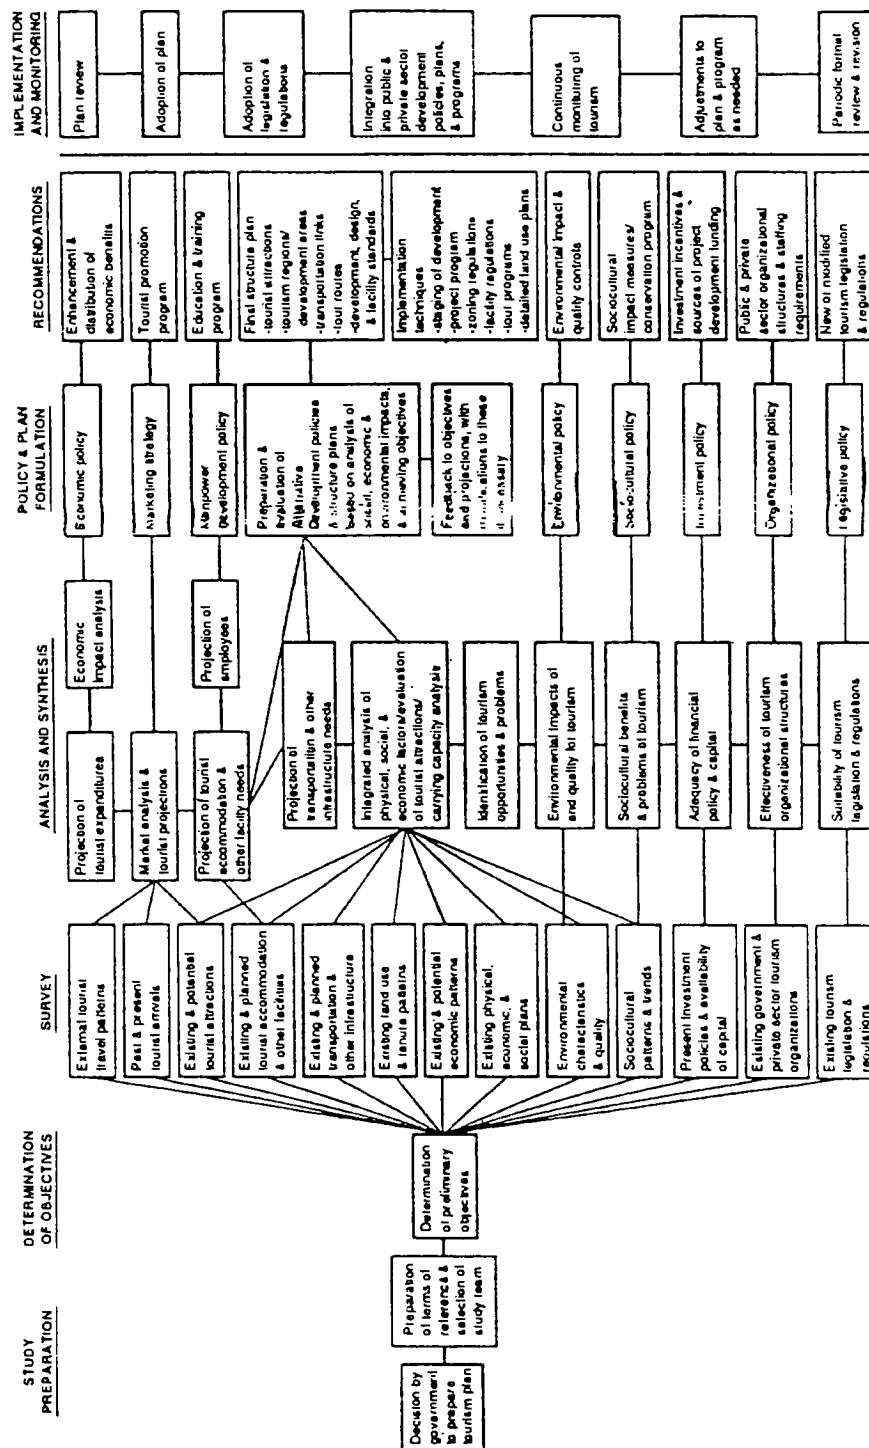 STUDY
PREPARATION
Decision by
government
to prepare
tourism plan
Preparation
of terms of
reference &
selection of
study team
DETERMINATION
OF OBJECTIVES
Determination
of preliminary
objectives
SURVEY
External tourist
travel patterns
Past & present
tourist arrivals
Existing & potential
tourist attractions
Existing & planned
tourist accommodation
& other facilities
Existing & planned
transportation &
other infrastructure
Existing land use
& tenure patterns
Existing & potential
economic patterns
Existing physical,
economic, &
social plans
Environmental
characteristics
& quality
Sociocultural
patterns & trends
Present investment
policies & availability
of capital
Existing government &
private sector tourism
organizations
Existing tourism
legislation &
regulations
ANALYSIS AND SYNTHESIS
Projection of
tourist expenditures
Economic
impact analysis
Market analysis &
tourist projections
Projection of tourist
accommodation &
other facility needs
Projection of
employees
Projection of
transportation & other
infrastructure needs
Integrated analysis of
physical, social, &
economic factors/evaluation
of tourist attractions/
carrying capacity analysis
Identification of tourism
opportunities & problems
Environmental impacts of
and quality for tourism
Sociocultural benefits
& problems of tourism
Adequacy of financial
policy & capital
Effectiveness of tourism
organizational structures
Suitability of tourism
legislation & regulations
POLICY & PLAN
FORMULATION
Economic policy
Marketing strategy
Manpower
Development policy
Preparation &
evaluation of
Development policies
& structure plans
based on analysis of
social, economic &
environmental impacts,
& achieving objectives
Feedback to objectives
and projections, with
to these
Environmental policy
Sociocultural policy
Investment policy
Organizational policy
Legislative policy
RECOMMENDATIONS
Enhancement &
distribution of
economic benefits
Tourist promotion
program
Education & training
program
Final structure plan
·tourist attractions
·tourism regions/
development areas
·transportation links
·tour routes
·development, design,
& facility standards
Implementation
techniques
·staging of development
·project program
·zoning regulations
·facility regulations
·tour programs
·detailed land use plans
Environmental impact &
quality controls
Sociocultural
impact measures/
conservation program
Investment incentives &
sources of project
development funding
Public & private
sector organizational
structures & staffing
requirements
New or modified
tourism legislation
& regulations
IMPLEMENTATION
AND MONITORING
Plan review
Adoption of plan
Adoption of
legislation &
regulations
Integration
into public &
private sector
development
policies, plans,
& programs
Continuous
monitoring of
tourism
Adjustments to
plan & program
as needed
Periodic formal
review & revision